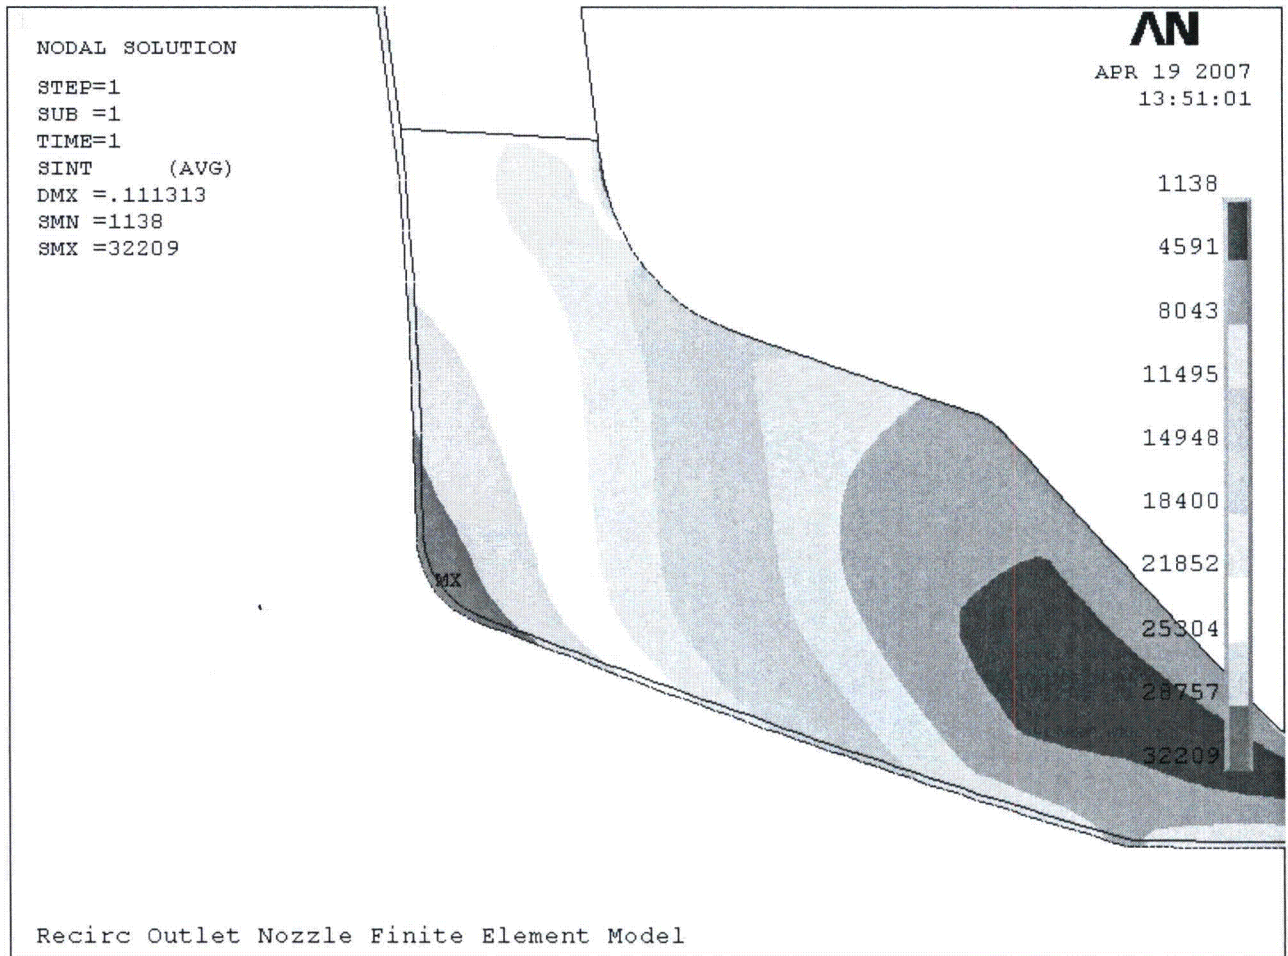 NODAL SOLUTION
STEP=1
SUB =1
TIME=1
SINT (AVG)
DMX =.111313
SMN =1138
SMX =32209
AN
APR 19 2007
13:51:01
1138
4591
8043
11495
14948
18400
21852
25304
28757
32209
MX
Recirc Outlet Nozzle Finite Element Model